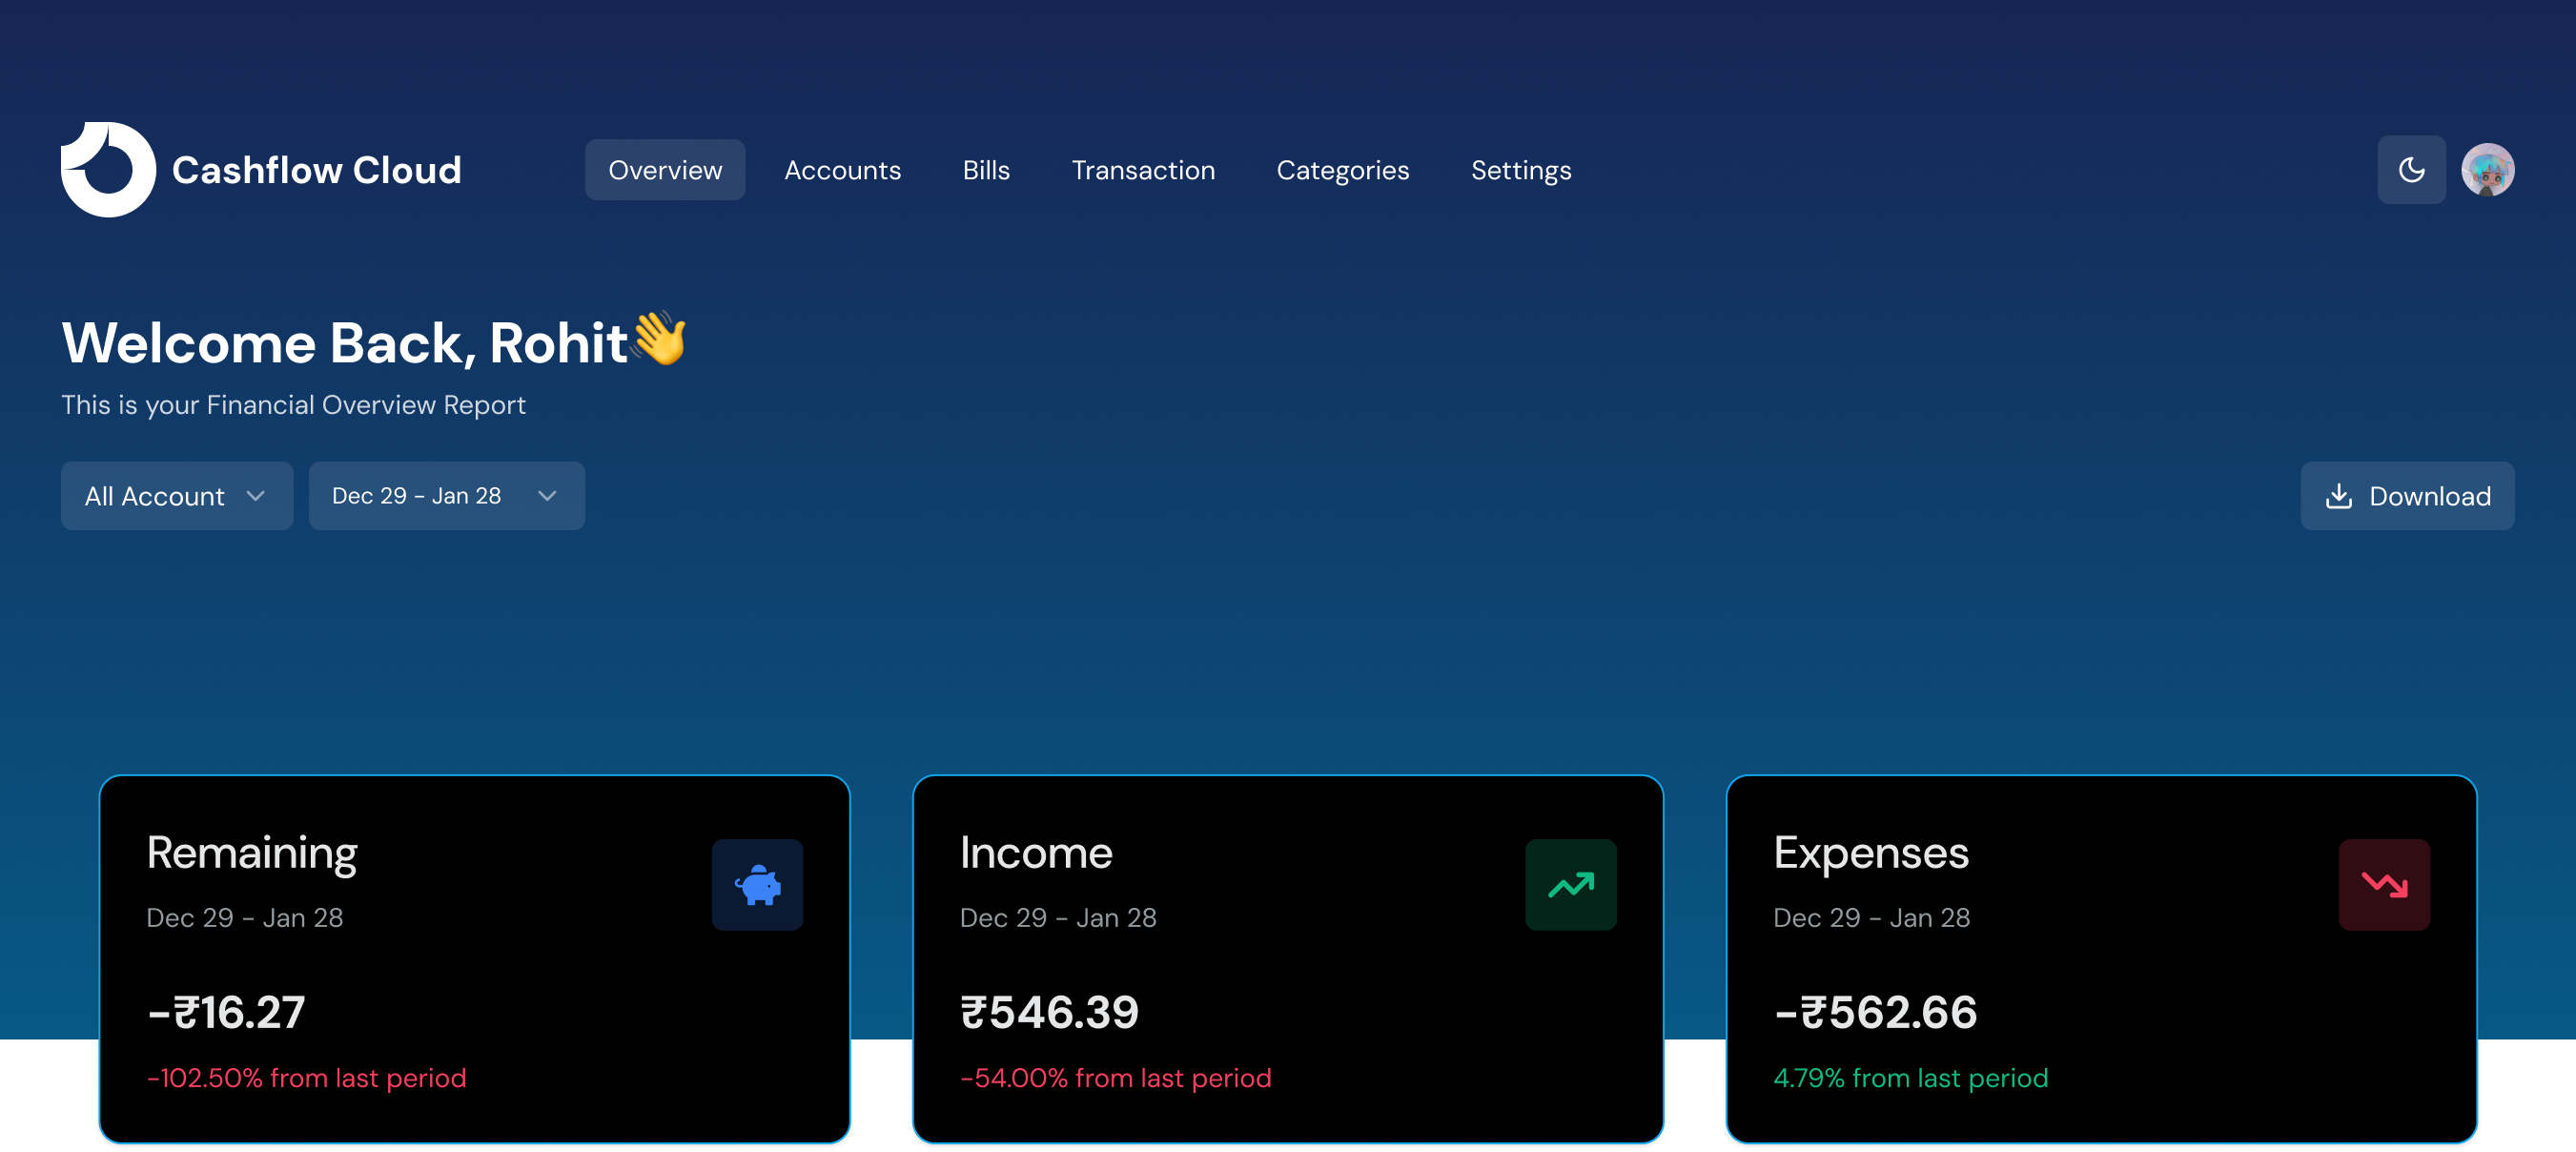 Cashflow Cloud
Overview
Accounts
Bills
Transaction
Categories
Settings
Welcome Back, Rohit👋
This is your Financial Overview Report
All Account
Dec 29 - Jan 28
Download
Remaining
Dec 29 - Jan 28
-₹16.27
-102.50% from last period
Income
Dec 29 - Jan 28
₹546.39
-54.00% from last period
Expenses
Dec 29 - Jan 28
-₹562.66
4.79% from last period